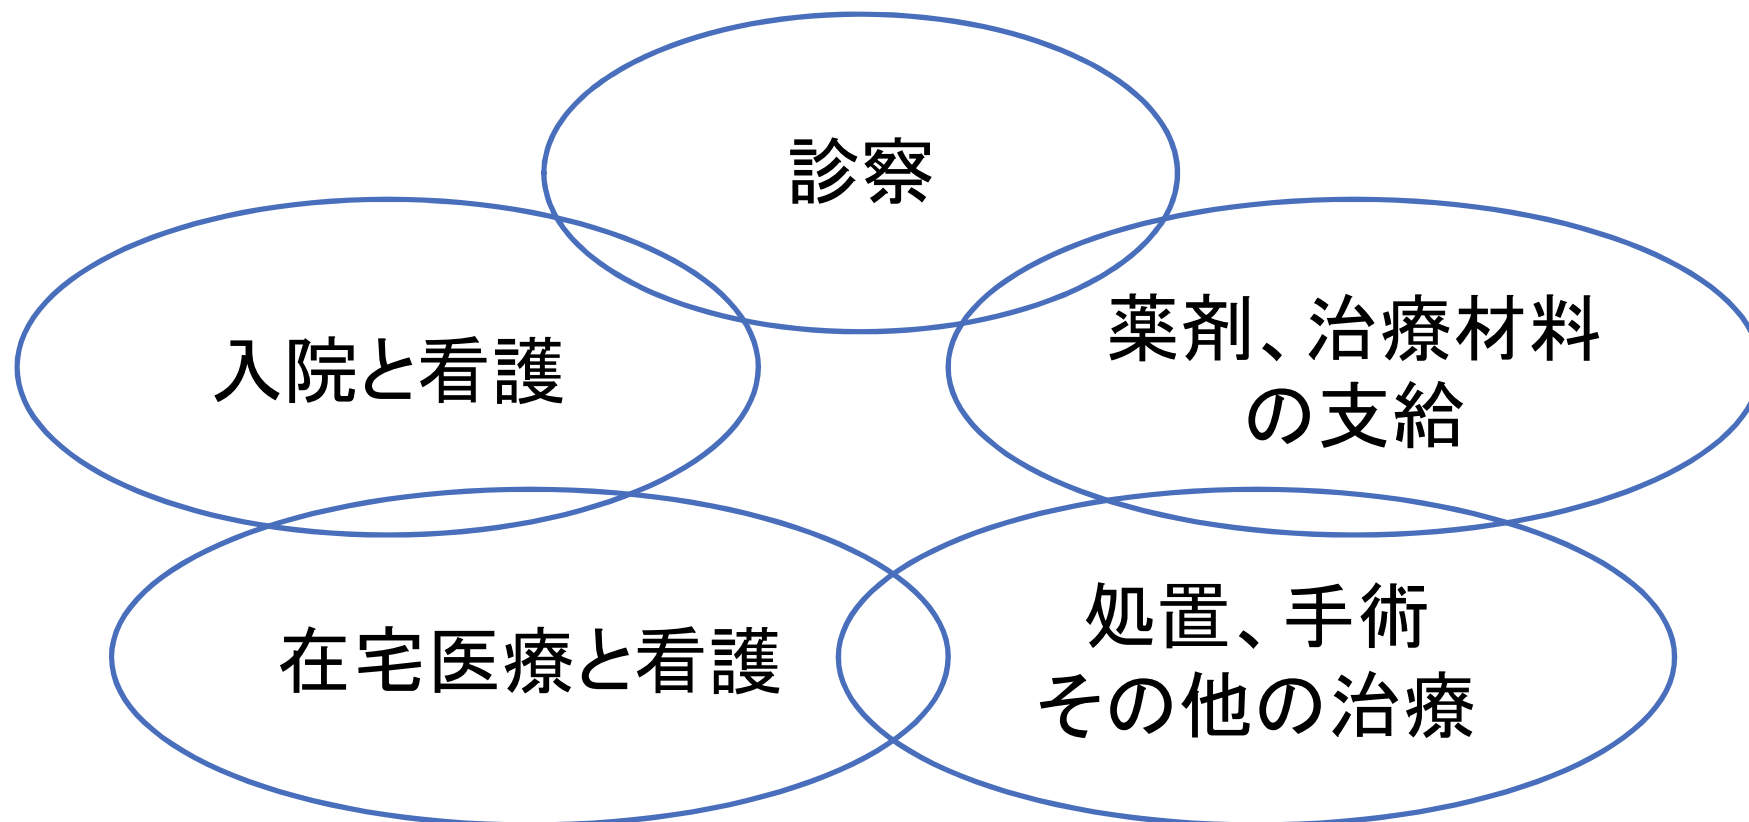 診察
入院と看護
薬剤、治療材料
の支給
在宅医療と看護
処置、手術
その他の治療